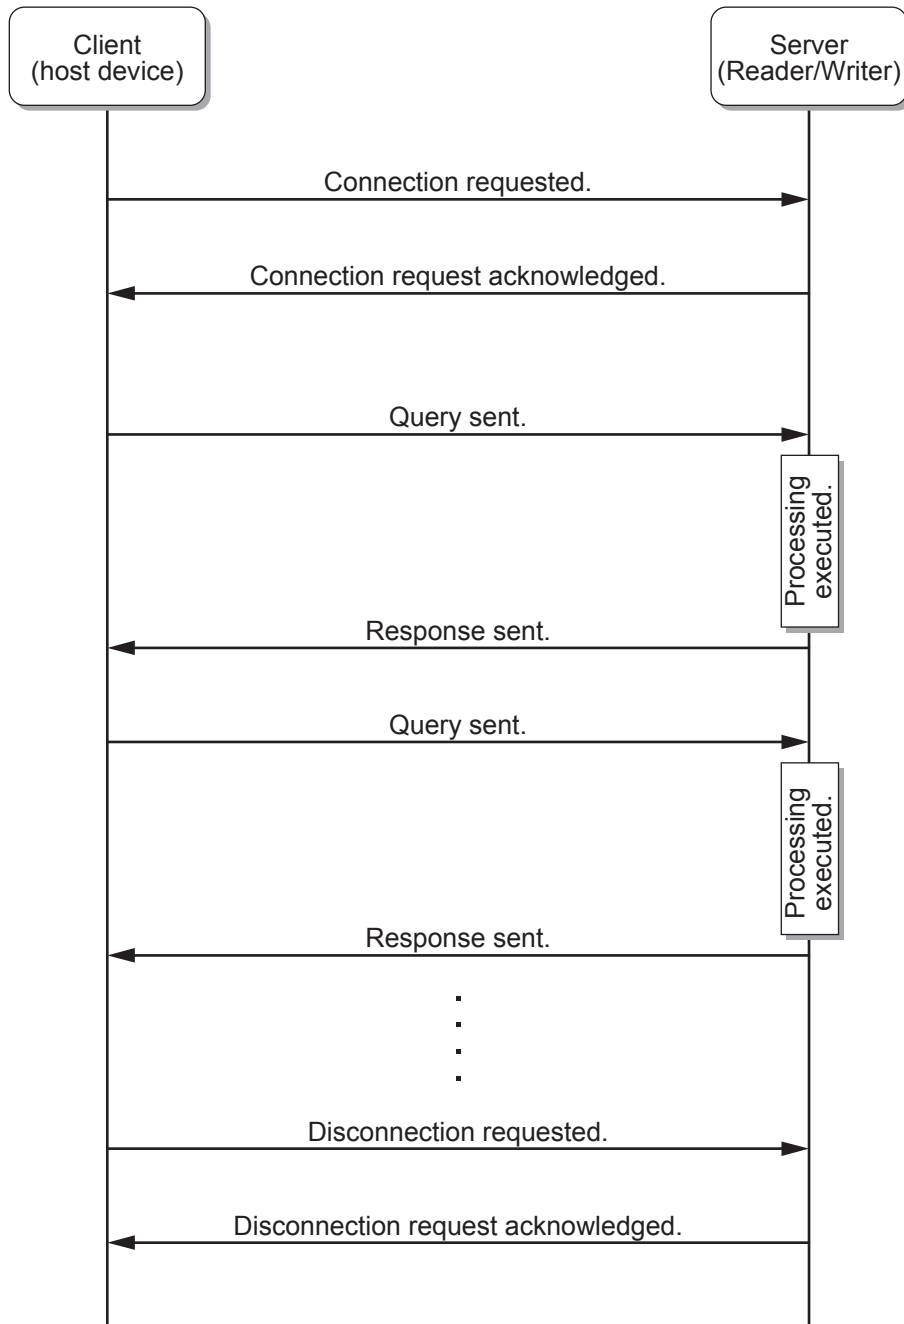 Client
(host device)
Server
(Reader/Writer)
Connection requested.
Connection request acknowledged.
Query sent.
Processing
executed.
Response sent.
Query sent.
Processing
executed.
Response sent.
Disconnection requested.
Disconnection request acknowledged.